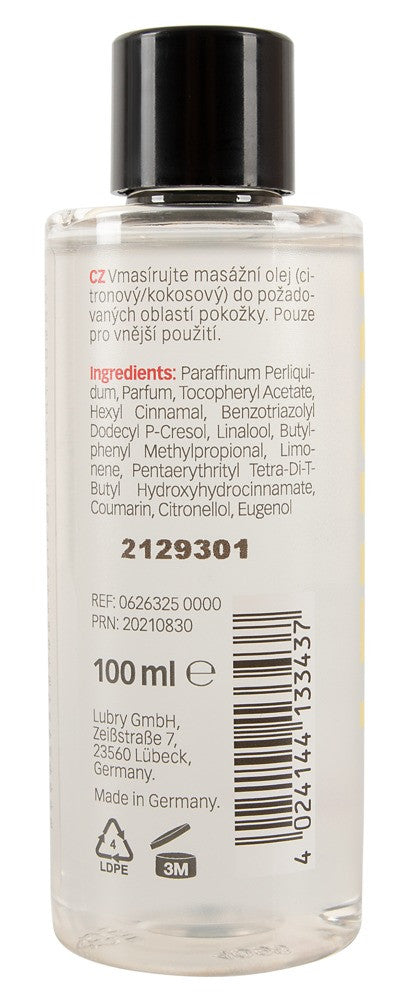 CZ Vmasírujte masážní olej (ci-
tronový/kokosový) do požado-
vaných oblastí pokožky. Pouze
pro vnější použití.
Ingredients: Paraffinum Perliqui-
dum, Parfum, Tocopheryl Acetate,
Hexyl Cinnamal, Benzotriazolyl
Dodecyl P-Cresol, Linalool, Butyl-
phenyl Methylpropional, Limo-
nene, Pentaerythrityl Tetra-Di-T-
Butyl Hydroxyhydrocinnamate,
Coumarin, Citronellol, Eugenol
2129301
REF: 0626325 0000
PRN: 20210830
100 ml ℮
Lubry GmbH,
Zeißstraße 7,
23560 Lübeck,
Germany.
Made in Germany.
4
LDPE
3M
4 024144 133437